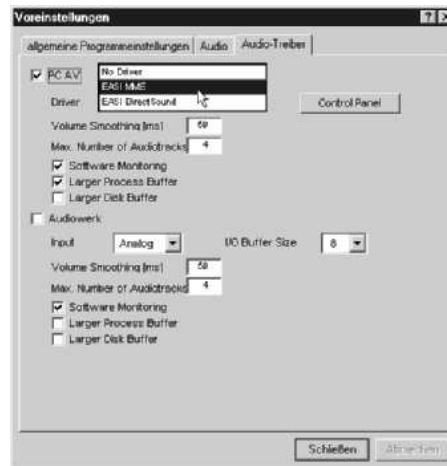 Voreinstellungen
allgemeine Programmeinstellungen Audio Audio-Treiber
PC AV No Driver
EASI MME
Driver EASI DirectSound Control Panel
Volume Smoothing [ms] 60
Max. Number of Audiotracks 4
Software Monitoring
Larger Process Buffer
Larger Disk Buffer
Audiowerk
Input Analog I/O Buffer Size 8
Volume Smoothing [ms] 50
Max. Number of Audiotracks 4
Software Monitoring
Larger Process Buffer
Larger Disk Buffer
Schließen Abbrechen